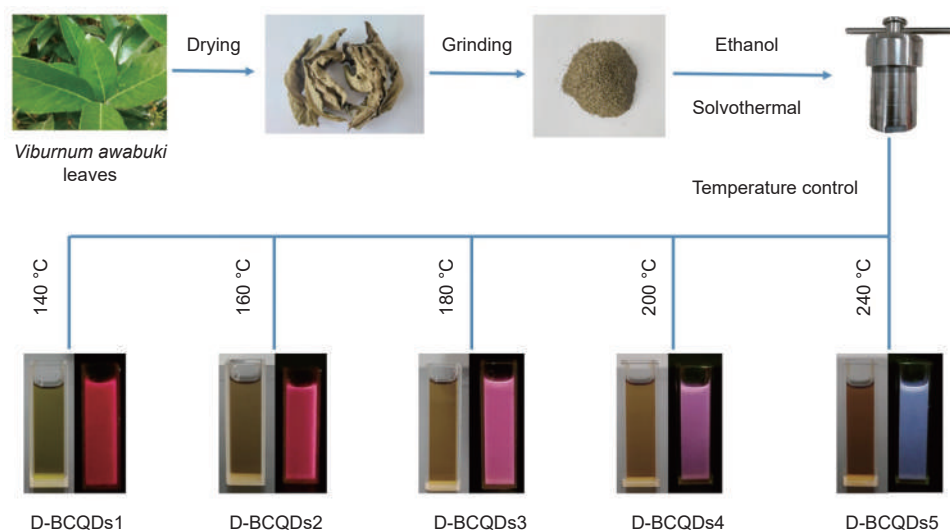 Drying
Grinding
Ethanol
Solvothermal
Viburnum awabuki
leaves
Temperature control
140 °C
160 °C
180 °C
200 °C
240 °C
D-BCQDs1
D-BCQDs2
D-BCQDs3
D-BCQDs4
D-BCQDs5